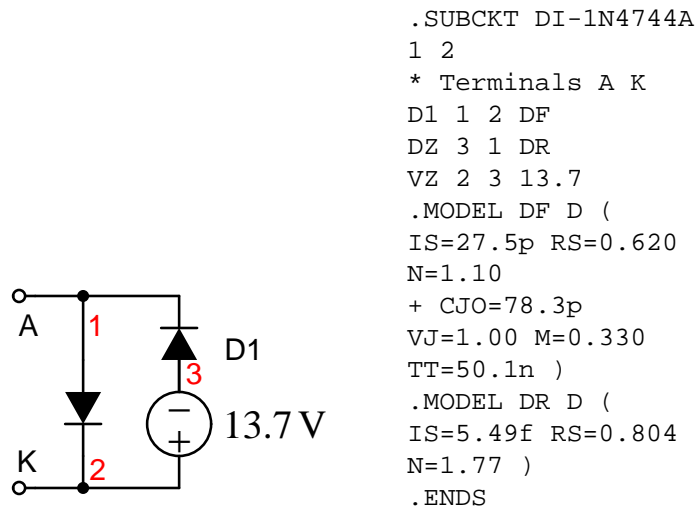 .SUBCKT DI-1N4744A
1 2
* Terminals A K
D1 1 2 DF
DZ 3 1 DR
VZ 2 3 13.7
.MODEL DF D (
IS=27.5p RS=0.620
N=1.10
+ CJO=78.3p
VJ=1.00 M=0.330
TT=50.1n )
.MODEL DR D (
IS=5.49f RS=0.804
N=1.77 )
.ENDS
A
1
D1
3
13.7 V
K
2